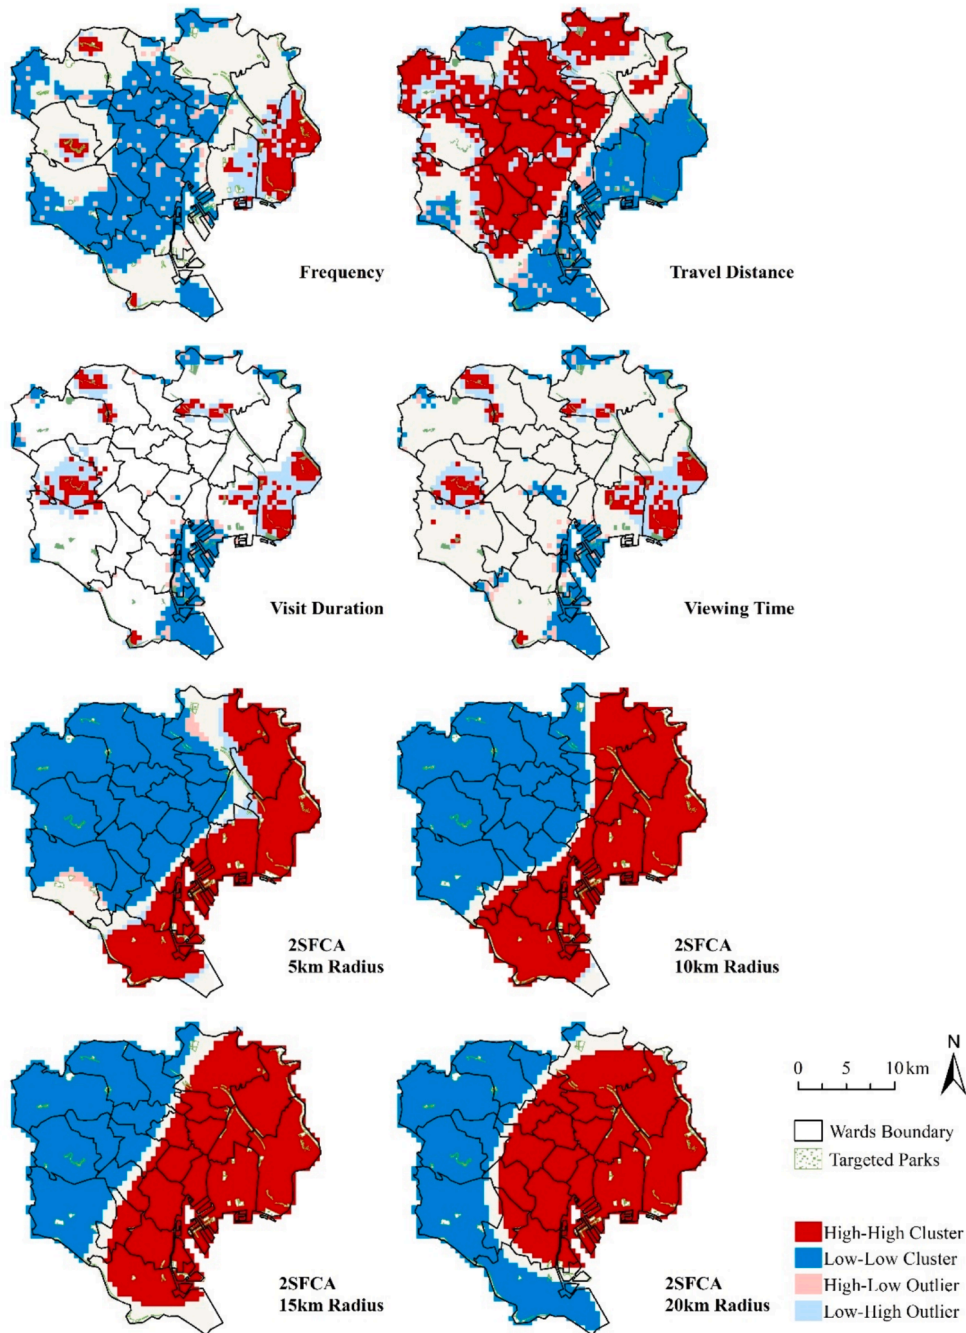 Frequency
Travel Distance
Visit Duration
Viewing Time
2SFCA
5km Radius
2SFCA
10km Radius
2SFCA
15km Radius
2SFCA
20km Radius
N
0 5 10 km
Wards Boundary
Targeted Parks
High-High Cluster
Low-Low Cluster
High-Low Outlier
Low-High Outlier